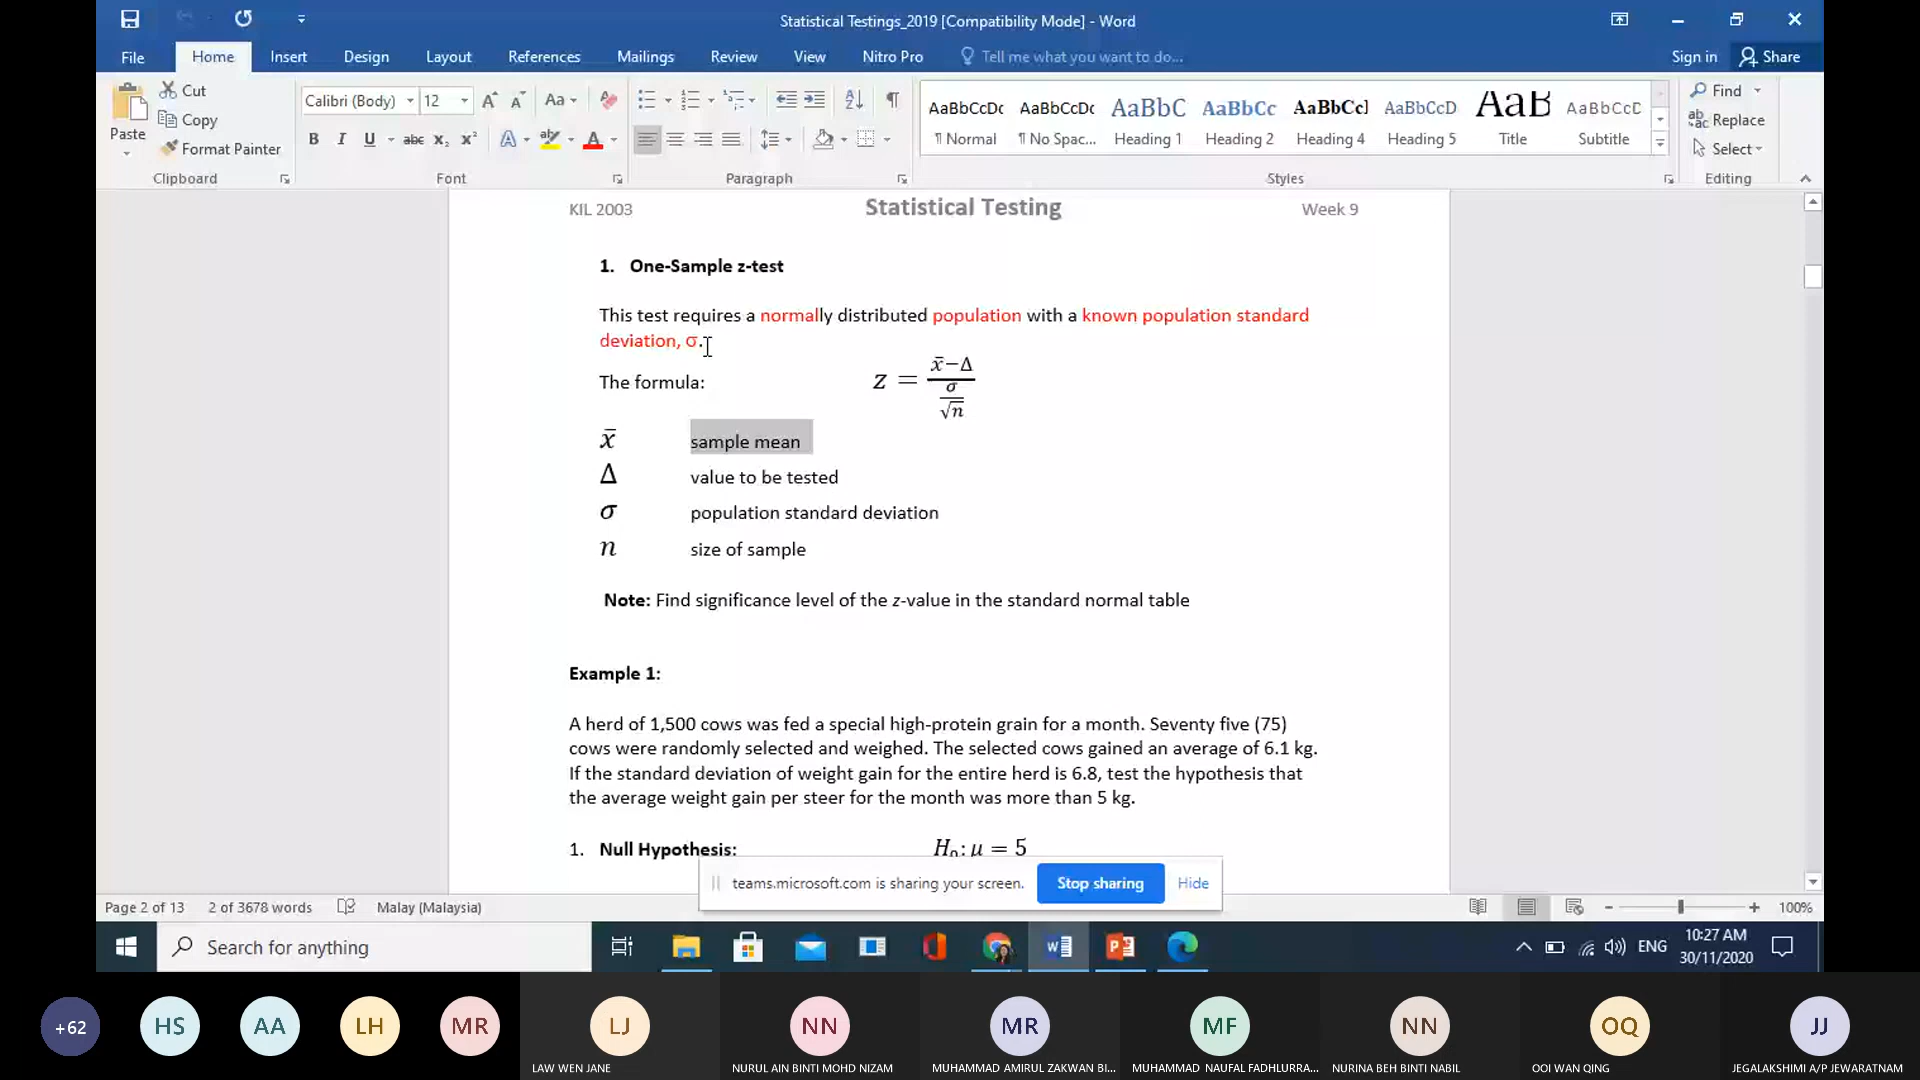 Statistical Testings_2019 [Compatibility Mode] - Word
File Home Insert Design Layout References Mailings Review View Nitro Pro Tell me what you want to do... Sign in Share
Paste
Cut
Copy
Format Painter
Clipboard
Calibri (Body) 12
Font
Paragraph
AaBbCcDc AaBbCcDc AaBbC AaBbCc AaBbCcI AaBbCcD AaB AaBbCcC
¶ Normal ¶ No Spac... Heading 1 Heading 2 Heading 4 Heading 5 Title Subtitle
Styles
Find
Replace
Select
Editing
KIL 2003 Statistical Testing Week 9
1. One-Sample z-test
This test requires a normally distributed population with a known population standard
deviation, σ.
The formula: z = (x̄−Δ)/(σ/√n)
x̄ sample mean
Δ value to be tested
σ population standard deviation
n size of sample
Note: Find significance level of the z-value in the standard normal table
Example 1:
A herd of 1,500 cows was fed a special high-protein grain for a month. Seventy five (75)
cows were randomly selected and weighed. The selected cows gained an average of 6.1 kg.
If the standard deviation of weight gain for the entire herd is 6.8, test the hypothesis that
the average weight gain per steer for the month was more than 5 kg.
1. Null Hypothesis: H₀: μ = 5
teams.microsoft.com is sharing your screen. Stop sharing Hide
Page 2 of 13 2 of 3678 words Malay (Malaysia) 100%
Search for anything
ENG
10:27 AM
30/11/2020
+62 HS AA LH MR LJ NN MR MF NN OQ JJ
LAW WEN JANE NURUL AIN BINTI MOHD NIZAM MUHAMMAD AMIRUL ZAKWAN BI... MUHAMMAD NAUFAL FADHLURRA... NURINA BEH BINTI NABIL OOI WAN QING JEGALAKSHIMI A/P JEWARATNAM